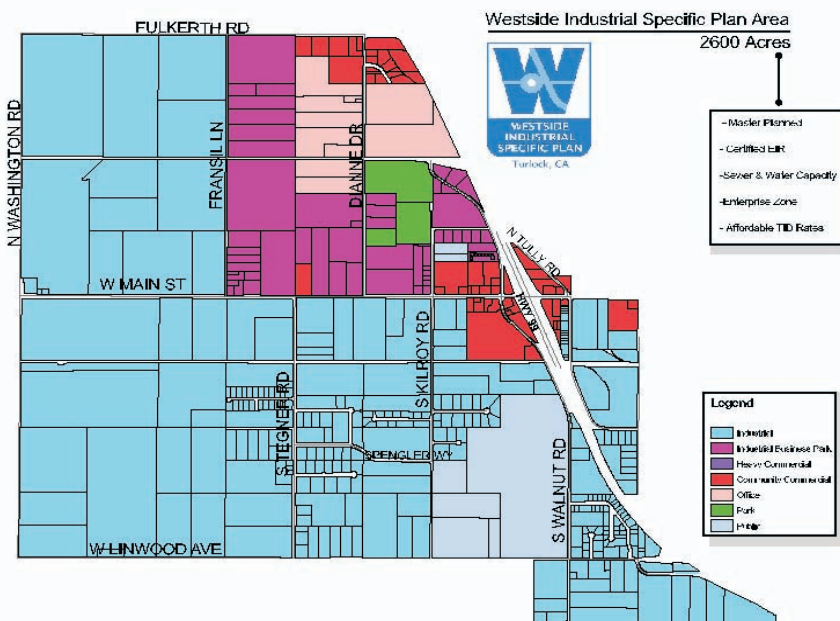 Westside Industrial Specific Plan Area
2600 Acres
FULKERTH RD
N WASHINGTON RD
FRANSIL LN
DIANNE DR
W
WESTSIDE
INDUSTRIAL
SPECIFIC PLAN
Turlock, CA
- Master Planned
- Certified EIR
-Sewer & Water Capacity
-Enterprise Zone
- Affordable TID Rates
N TULLY RD
W MAIN ST
HWY 99
S KILROY RD
S TEGNER RD
SPENGLER WY
S WALNUT RD
W LINWOOD AVE
Legend
Industrial
Industrial Business Park
Heavy Commercial
Community Commercial
Office
Park
Public